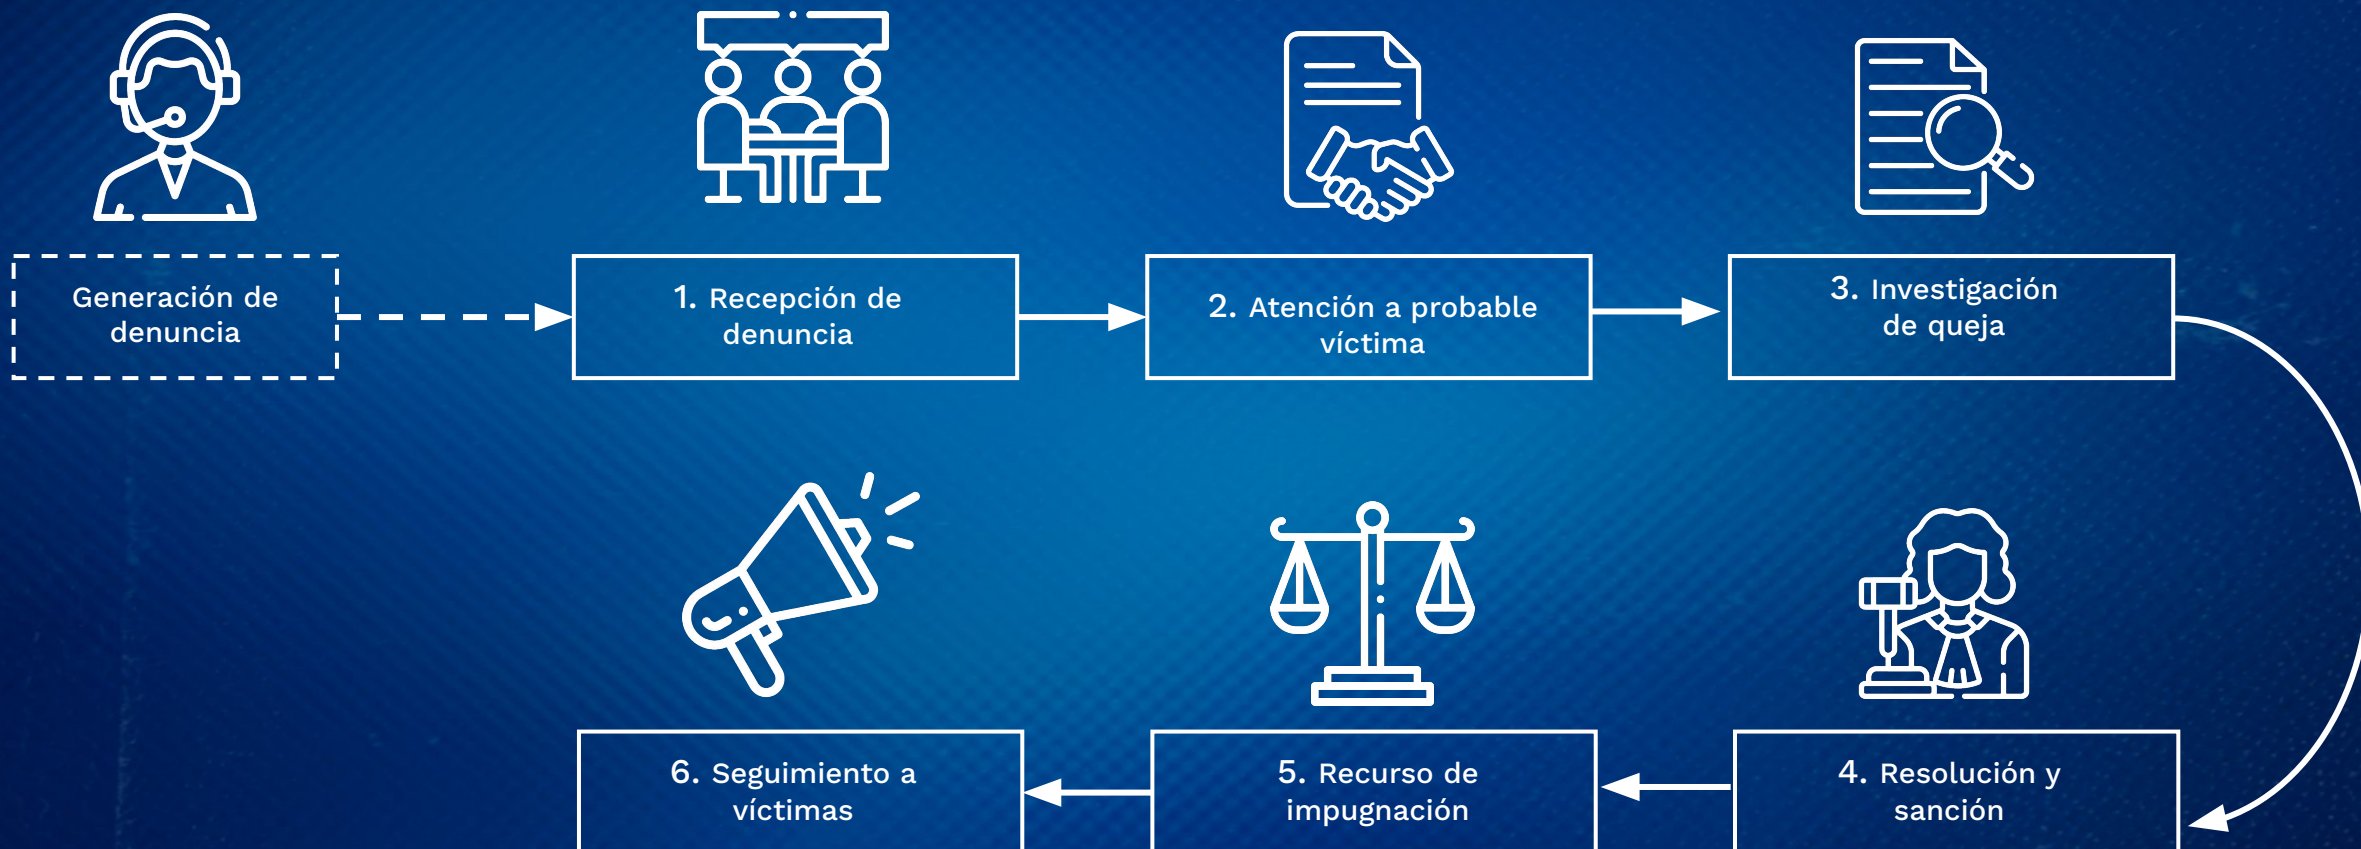 Generación de
denuncia
1. Recepción de
denuncia
2. Atención a probable
víctima
3. Investigación
de queja
4. Resolución y
sanción
5. Recurso de
impugnación
6. Seguimiento a
víctimas